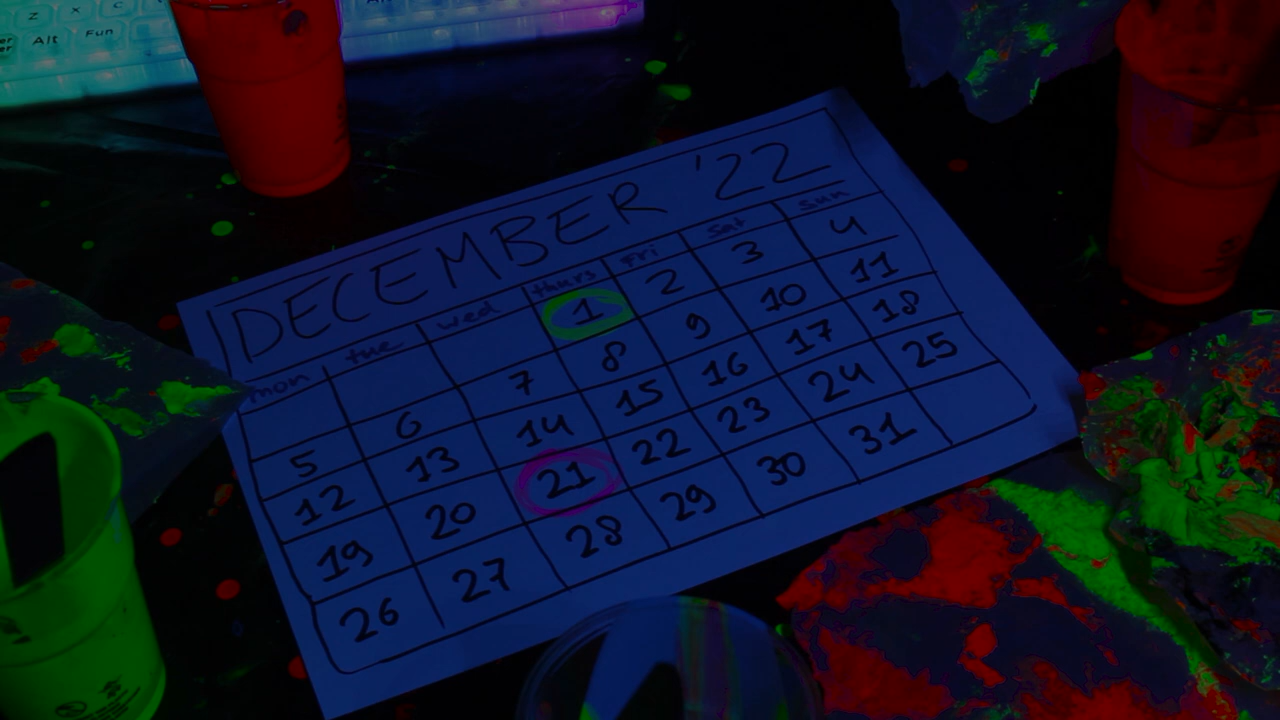 Z X C
Alt Fun Alt
DECEMBER '22
mon tue wed thurs Fri Sat Sun
1 2 3 4
5 6 7 8 9 10 11
12 13 14 15 16 17 18
19 20 21 22 23 24 25
26 27 28 29 30 31